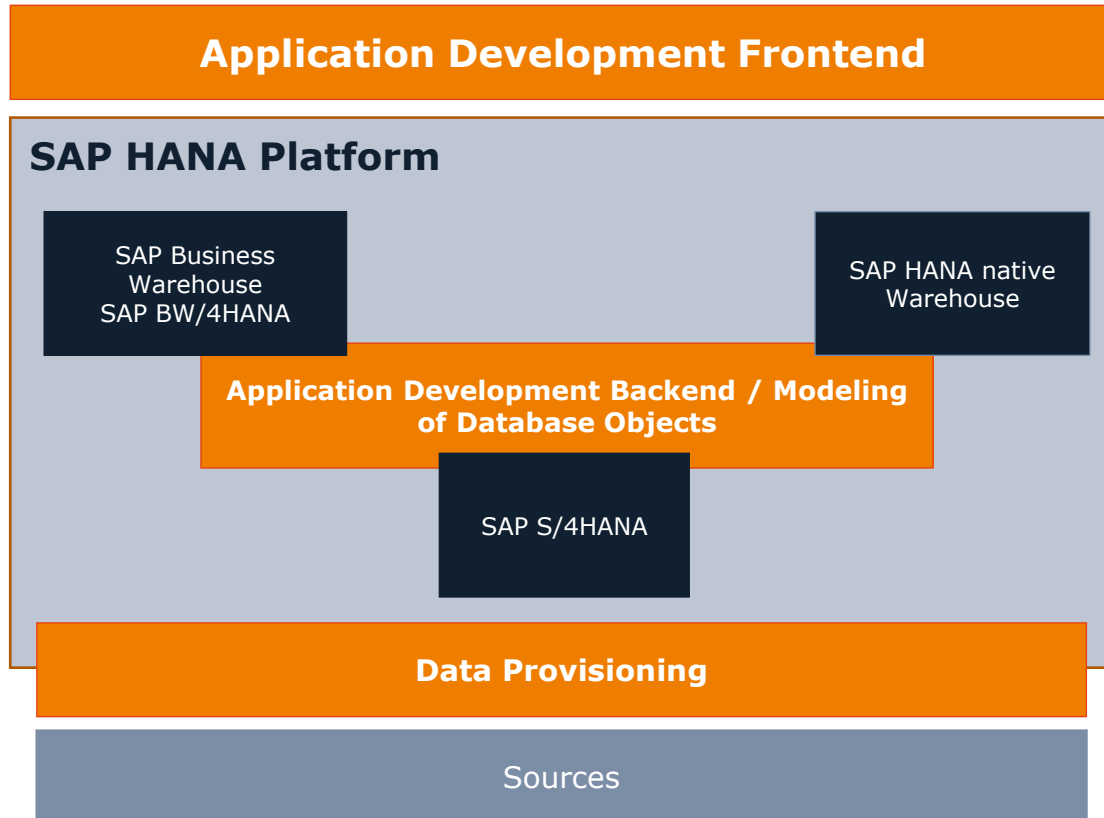 Application Development Frontend
SAP HANA Platform
SAP Business
Warehouse
SAP BW/4HANA
SAP HANA native
Warehouse
Application Development Backend / Modeling
of Database Objects
SAP S/4HANA
Data Provisioning
Sources